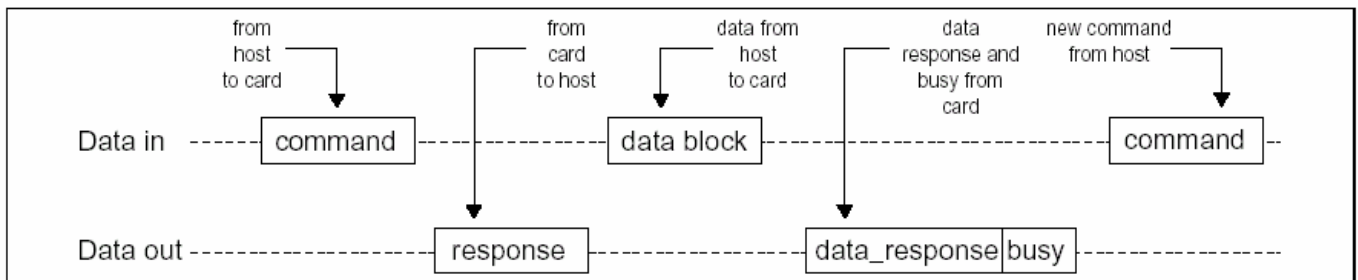 from
host
to card
from
card
to host
data from
host
to card
data
response and
busy from
card
new command
from host
Data in
command
data block
command
Data out
response
data_response
busy